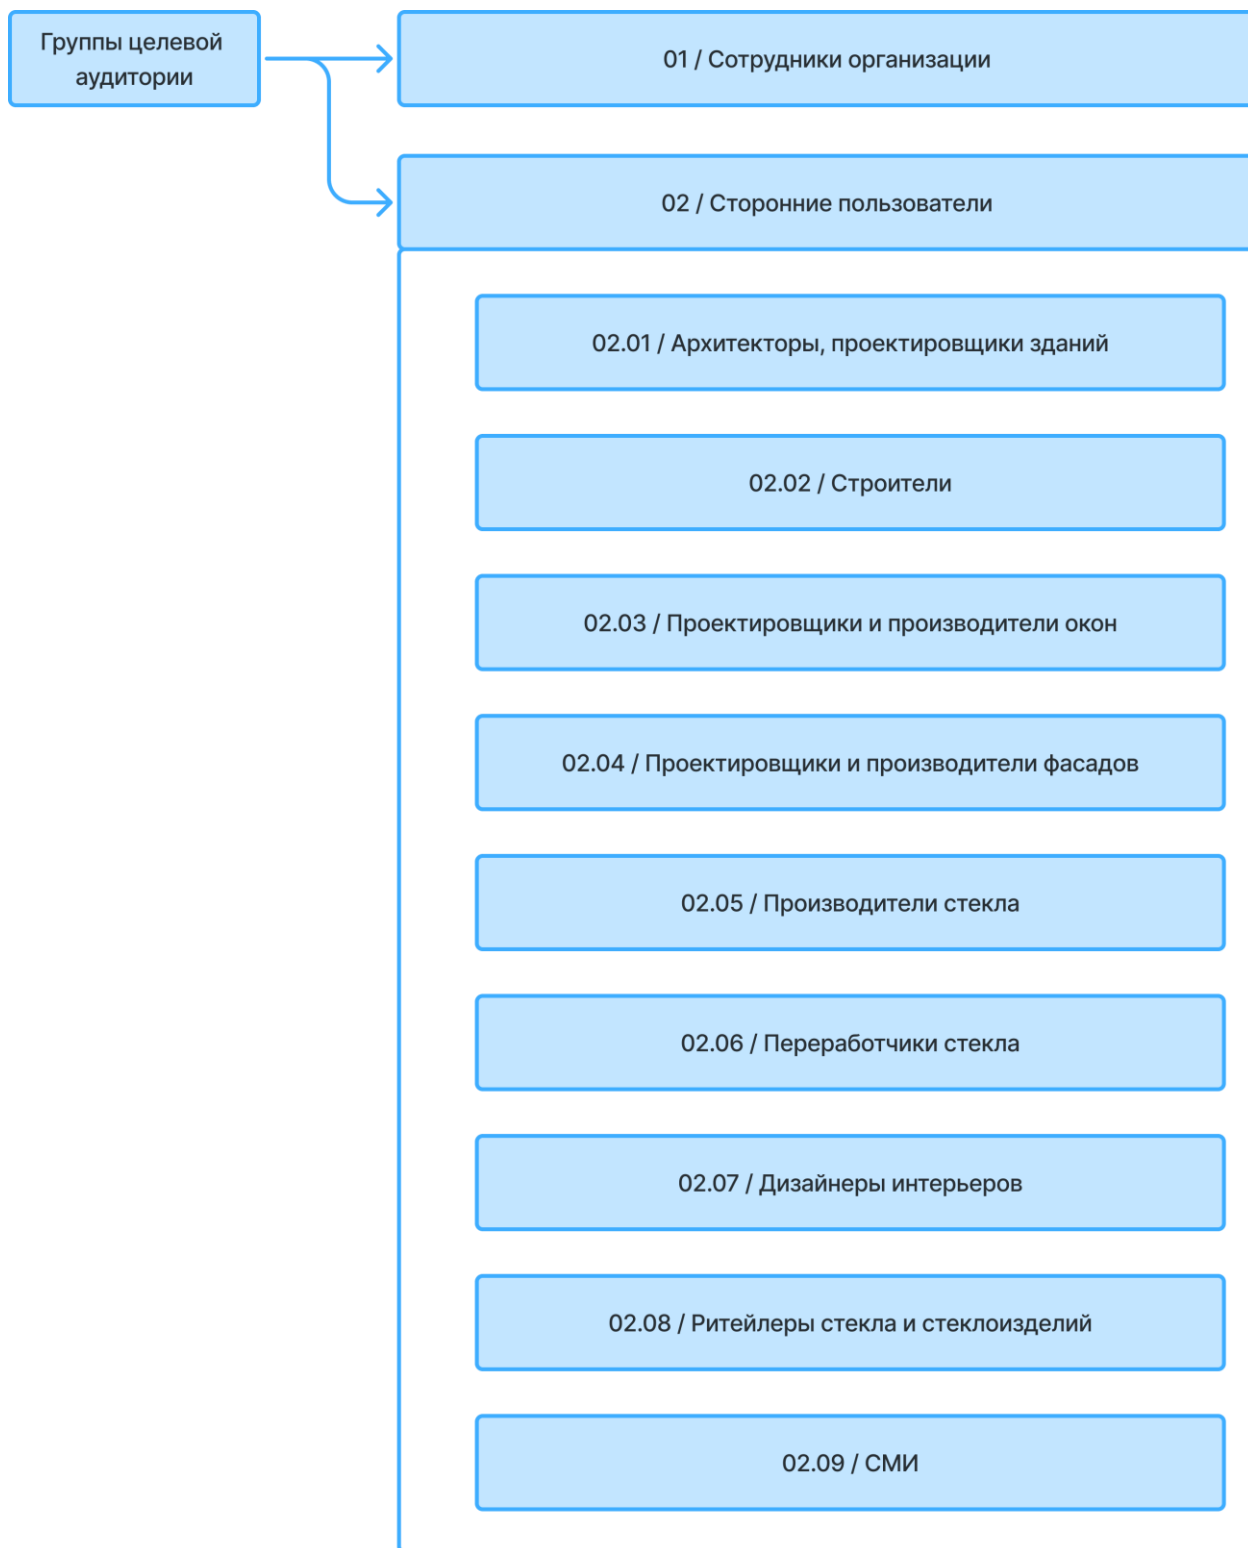 Группы целевой
аудитории
01 / Сотрудники организации
02 / Сторонние пользователи
02.01 / Архитекторы, проектировщики зданий
02.02 / Строители
02.03 / Проектировщики и производители окон
02.04 / Проектировщики и производители фасадов
02.05 / Производители стекла
02.06 / Переработчики стекла
02.07 / Дизайнеры интерьеров
02.08 / Ритейлеры стекла и стеклоизделий
02.09 / СМИ